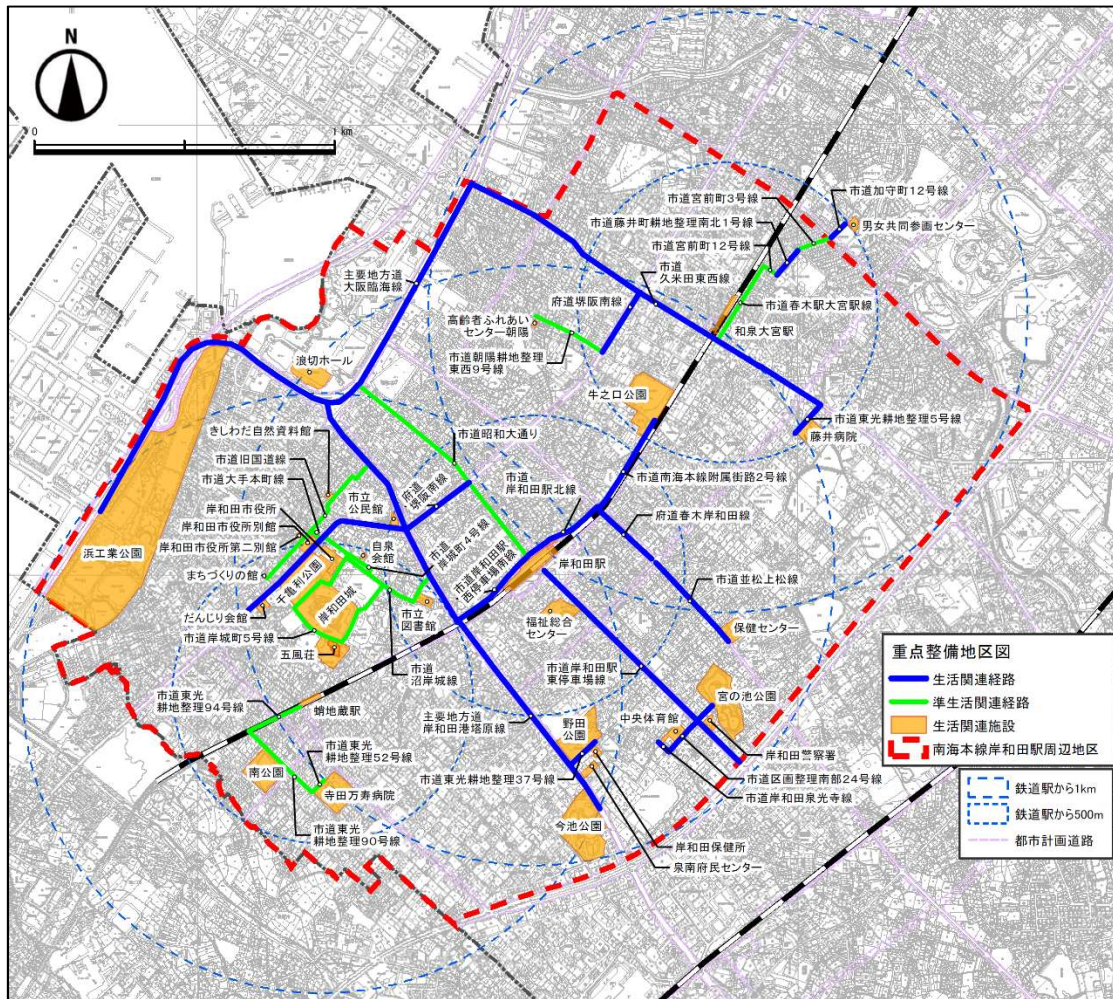 N
0
1 km
市道加守町12号線
市道宮前町3号線
市道藤井町耕地整理南北1号線
男女共同参画センター
市道宮前町12号線
主要地方道
大阪臨海線
市道
久米田東西線
府道堺阪南線
市道春木駅大宮駅線
高齢者ふれあい
センター朝陽
和泉大宮駅
市道朝陽耕地整理
東西9号線
浪切ホール
牛之口公園
市道東光耕地整理5号線
藤井病院
きしわだ自然資料館
市道昭和大通り
市道旧国道線
市道大手本町線
市道
岸和田駅北線
市道南海本線附属街路2号線
市立
公民館
府道
堺阪南線
岸和田市役所
岸和田市役所別館
府道春木岸和田線
岸和田市役所第二別館
自泉
会館
市道
岸城町4号線
市道岸和田駅
西停車場南線
岸和田駅
まちづくりの館
千亀利公園
浜工業公園
岸和田城
市道並松上松線
だんじり会館
市立
図書館
福祉総合
センター
保健センター
市道岸城町5号線
五風荘
市道
沼岸城線
市道岸和田駅
東停車場線
重点整備地区図
生活関連経路
準生活関連経路
生活関連施設
南海本線岸和田駅周辺地区
宮の池公園
市道東光
耕地整理94号線
蛸地蔵駅
主要地方道
岸和田港塔原線
野田
公園
中央体育館
岸和田警察署
市道東光
耕地整理52号線
南公園
市道東光耕地整理37号線
市道区画整理南部24号線
寺田万寿病院
市道岸和田泉光寺線
鉄道駅から1km
鉄道駅から500m
都市計画道路
市道東光
耕地整理90号線
今池公園
岸和田保健所
泉南府民センター